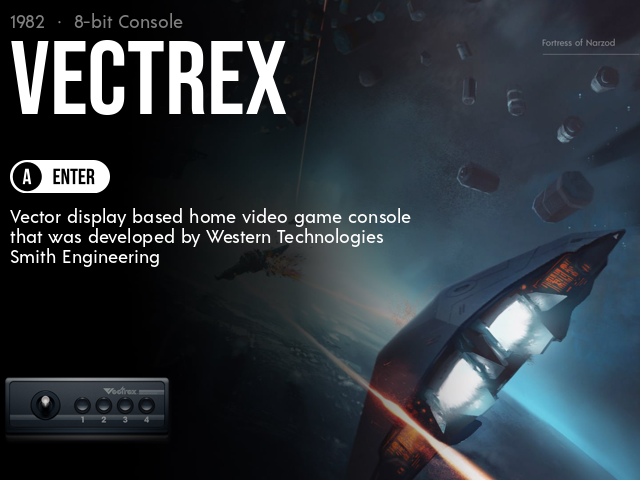 1982 · 8-bit Console
VECTREX
Fortress of Narzod
A ENTER
Vector display based home video game console
that was developed by Western Technologies
Smith Engineering
Vectrex
1 2 3 4